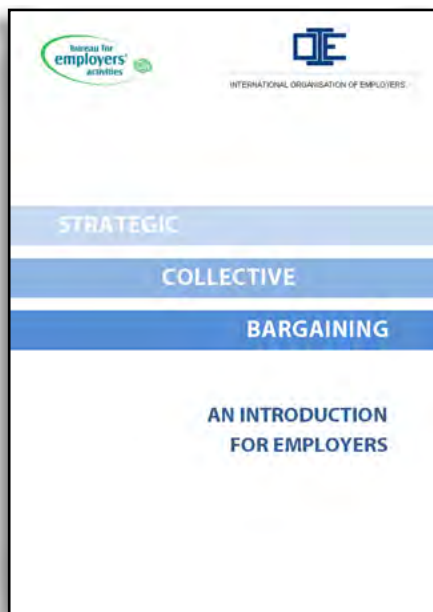 bureau for
employers'
activities
INTERNATIONAL ORGANISATION OF EMPLOYERS
STRATEGIC
COLLECTIVE
BARGAINING
AN INTRODUCTION
FOR EMPLOYERS